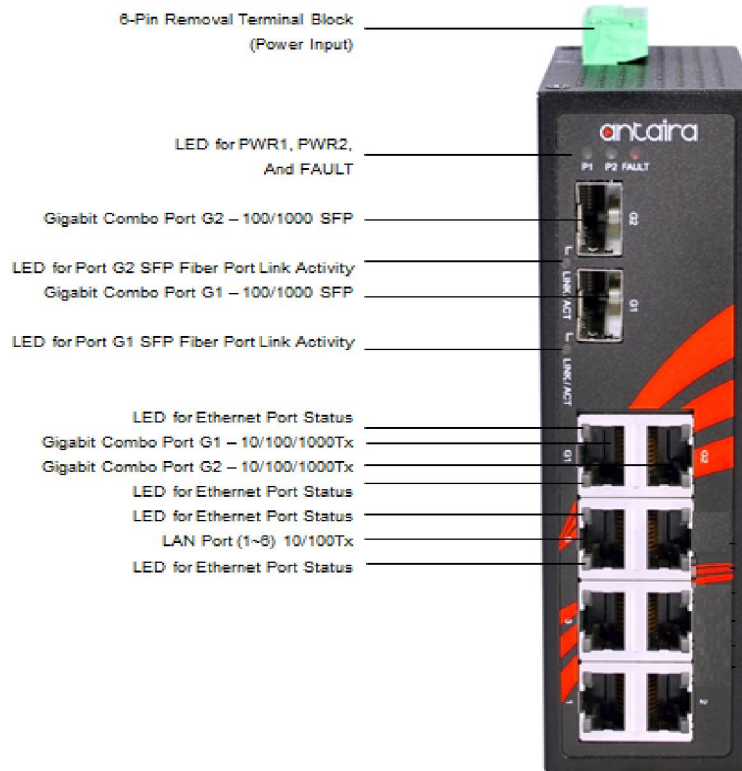 6-Pin Removal Terminal Block
(Power Input)
antaira
LED for PWR1, PWR2,
And FAULT
P1 P2 FAULT
Gigabit Combo Port G2 – 100/1000 SFP
G2
LED for Port G2 SFP Fiber Port Link Activity
LINK/ACT
Gigabit Combo Port G1 – 100/1000 SFP
G1
LED for Port G1 SFP Fiber Port Link Activity
LINK/ACT
LED for Ethernet Port Status
Gigabit Combo Port G1 – 10/100/1000Tx
G1
G2
Gigabit Combo Port G2 – 10/100/1000Tx
LED for Ethernet Port Status
LED for Ethernet Port Status
LAN Port (1~6) 10/100Tx
LED for Ethernet Port Status
3
1
2